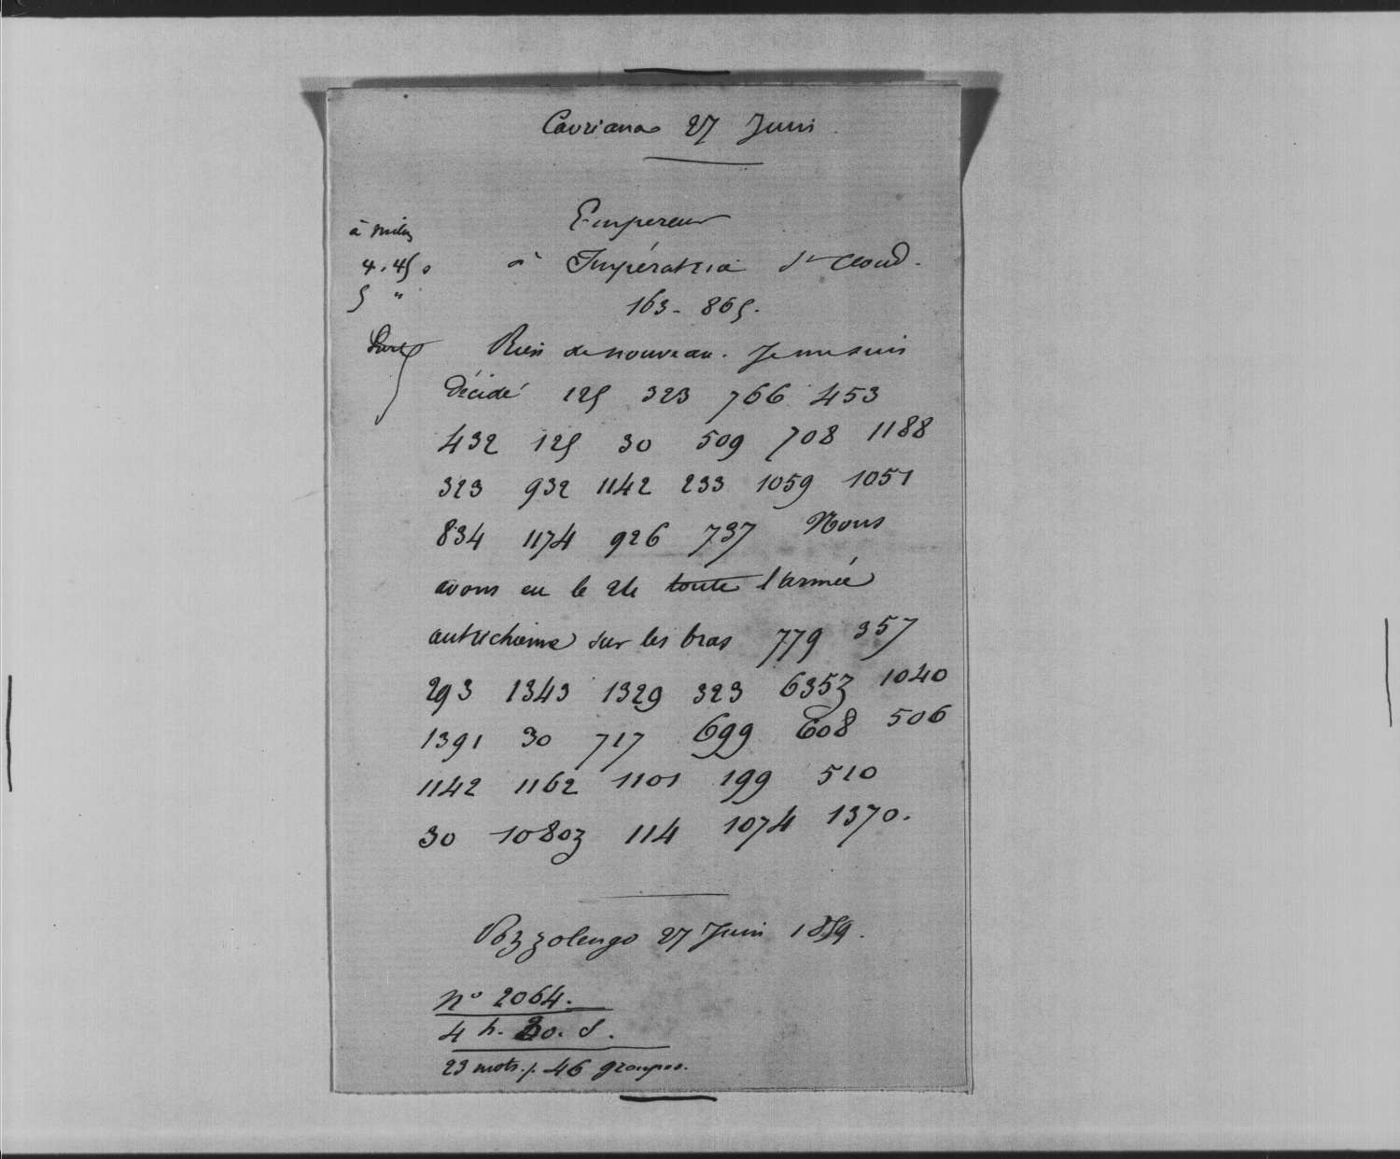 Cavriana 27 Juin
Empereur
à Milan
à Impératrice St Cloud.
4.45 s
5 "
163 - 865.
Rien de nouveau. Je me suis
décidé 125 323 766 453
432 125 30 509 708 1188
323 932 1142 233 1059 1051
834 1174 926 737 Nous
avons eu le 24 toute l'armée
autrichienne sur les bras 779 357
293 1343 1329 323 6353 1040
1391 30 717 699 608 506
1142 1162 1101 199 510
30 10803 114 1074 1370.
Pozzolengo 27 Juin 1859.
No 2064.
4 h. 30. s.
23 mots. / 46 groupes.